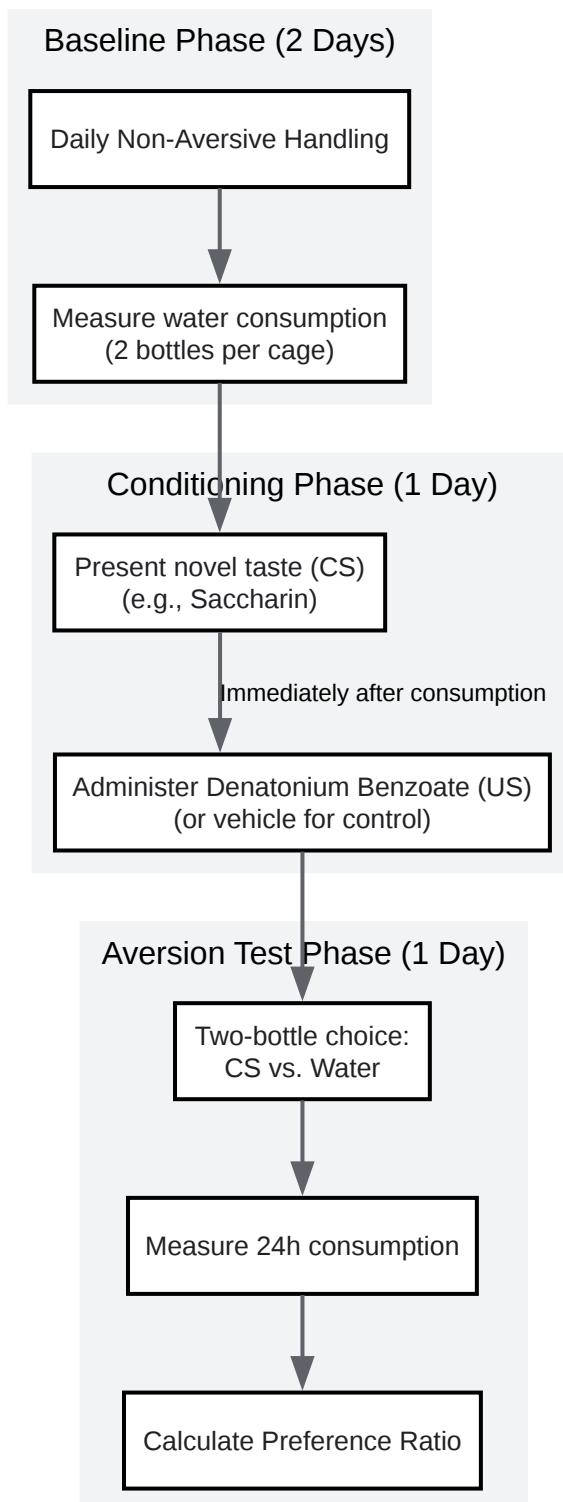 Baseline Phase (2 Days)
Daily Non-Aversive Handling
Measure water consumption
(2 bottles per cage)
Conditioning Phase (1 Day)
Present novel taste (CS)
(e.g., Saccharin)
Immediately after consumption
Administer Denatonium Benzoate (US)
(or vehicle for control)
Aversion Test Phase (1 Day)
Two-bottle choice:
CS vs. Water
Measure 24h consumption
Calculate Preference Ratio